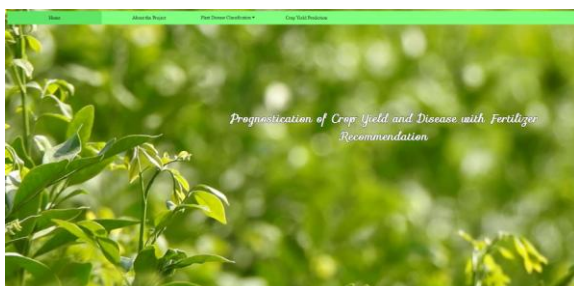 Home
About the Project
Plant Disease Classification
Crop Yield Prediction
Prognostication of Crop Yield and Disease with Fertilizer
Recommendation